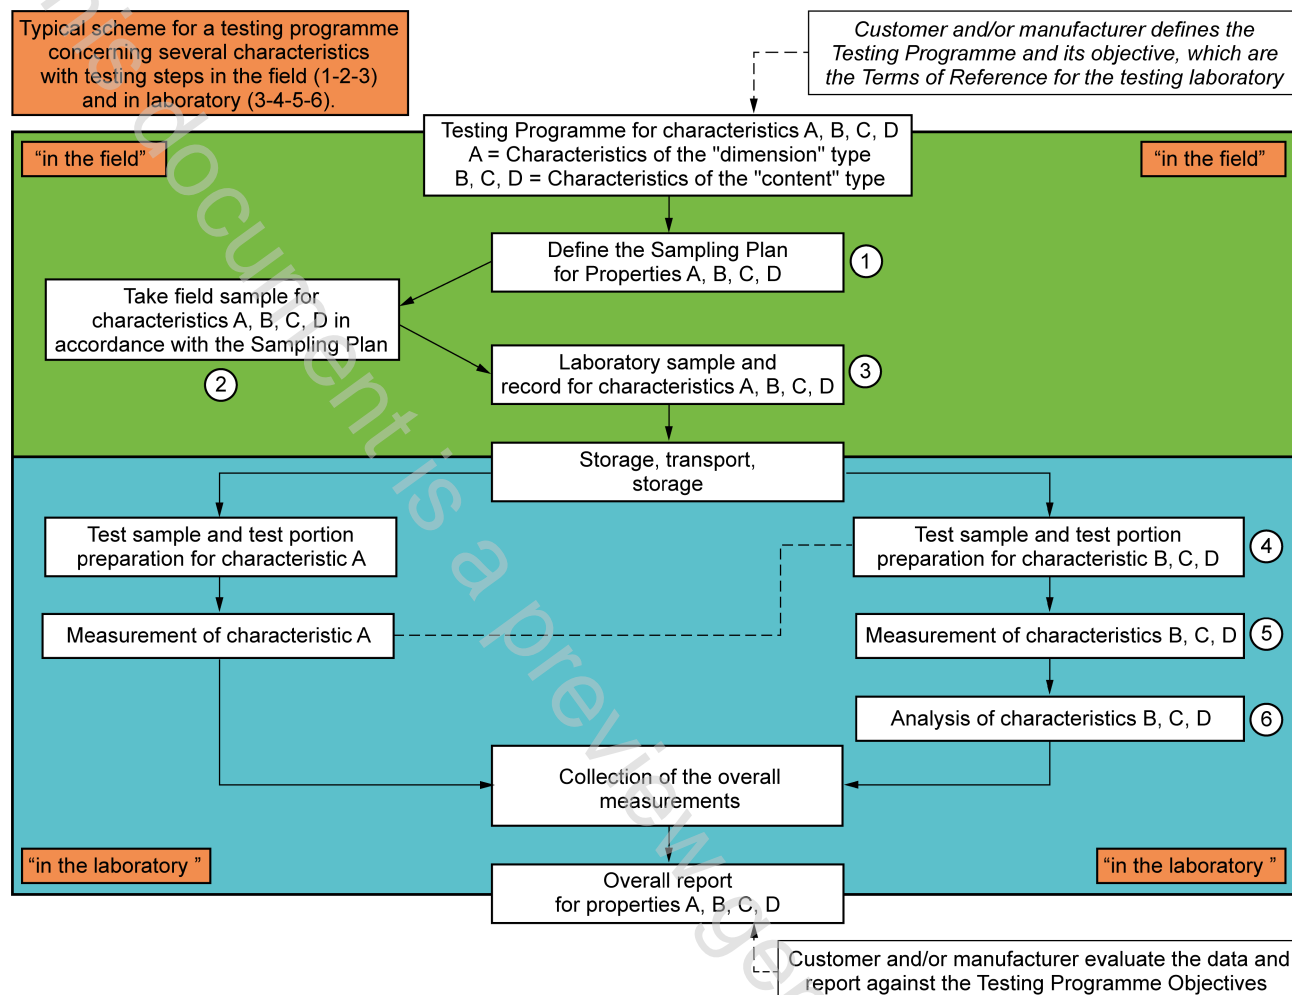 Typical scheme for a testing programme
concerning several characteristics
with testing steps in the field (1-2-3)
and in laboratory (3-4-5-6).
Customer and/or manufacturer defines the
Testing Programme and its objective, which are
the Terms of Reference for the testing laboratory
"in the field"
Testing Programme for characteristics A, B, C, D
A = Characteristics of the "dimension" type
B, C, D = Characteristics of the "content" type
"in the field"
Define the Sampling Plan
for Properties A, B, C, D
1
Take field sample for
characteristics A, B, C, D in
accordance with the Sampling Plan
2
Laboratory sample and
record for characteristics A, B, C, D
3
Storage, transport,
storage
Test sample and test portion
preparation for characteristic A
Test sample and test portion
preparation for characteristic B, C, D
4
Measurement of characteristic A
Measurement of characteristics B, C, D
5
Analysis of characteristics B, C, D
6
Collection of the overall
measurements
"in the laboratory "
"in the laboratory "
Overall report
for properties A, B, C, D
Customer and/or manufacturer evaluate the data and
report against the Testing Programme Objectives
this document is a preview gen